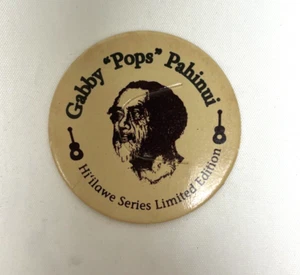 Gabby "Pops" Pahinui
Hi'ilawe Series Limited Edition